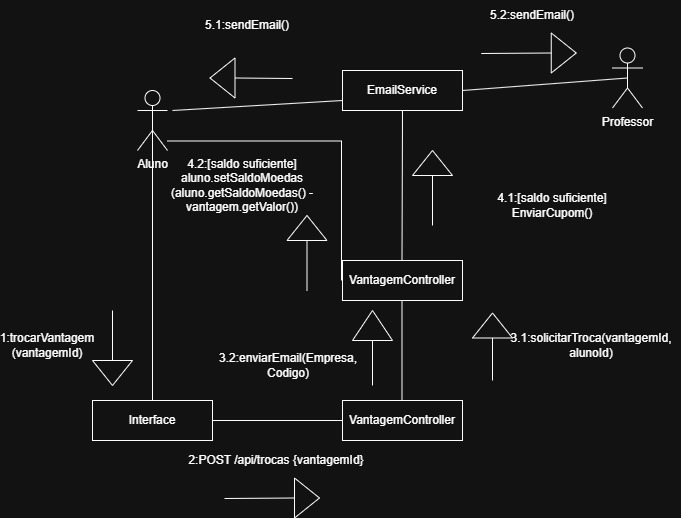 5.2:sendEmail()
5.1:sendEmail()
EmailService
Professor
Aluno
4.2:[saldo suficiente]
aluno.setSaldoMoedas
(aluno.getSaldoMoedas() -
vantagem.getValor())
4.1:[saldo suficiente]
EnviarCupom()
VantagemController
1:trocarVantagem
(vantagemId)
3.2:enviarEmail(Empresa,
Codigo)
3.1:solicitarTroca(vantagemId,
alunoId)
Interface
VantagemController
2:POST /api/trocas {vantagemId}